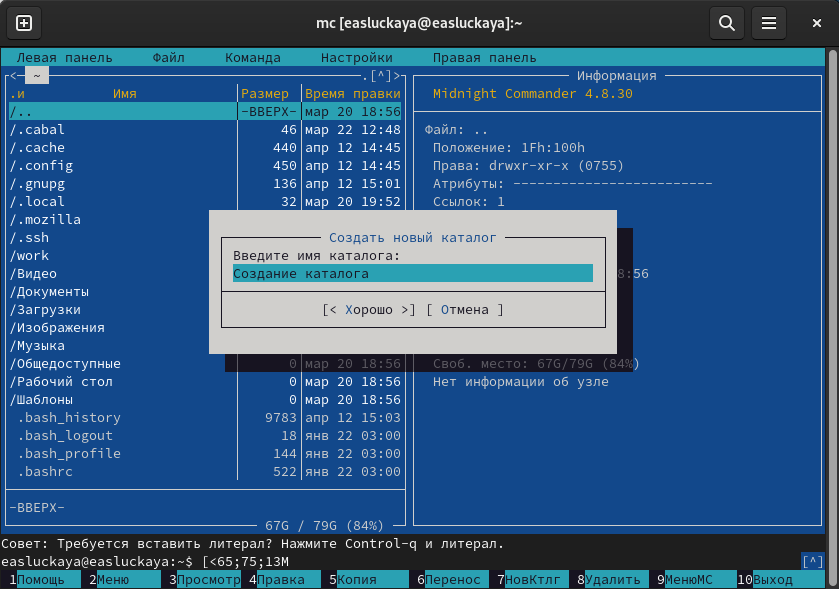 mc [easluckaya@easluckaya]:~
Левая панель Файл Команда Настройки Правая панель
<─ ~ .[^]> Информация
.и Имя Размер Время правки Midnight Commander 4.8.30
/.. -ВВЕРХ- мар 20 18:56
/.cabal 46 мар 22 12:48 Файл: ..
/.cache 440 апр 12 14:45 Положение: 1Fh:100h
/.config 450 апр 12 14:45 Права: drwxr-xr-x (0755)
/.gnupg 136 апр 12 15:01 Атрибуты: -------------------------
/.local 32 мар 20 19:52 Ссылок: 1
/.mozilla
/.ssh Создать новый каталог
/work Введите имя каталога:
/Видео Создание каталога 8:56
/Документы
/Загрузки [< Хорошо >] [ Отмена ]
/Изображения
/Музыка
/Общедоступные 0 мар 20 18:56 Своб. место: 67G/79G (84%)
/Рабочий стол 0 мар 20 18:56 Нет информации об узле
/Шаблоны 0 мар 20 18:56
.bash_history 9783 апр 12 15:03
.bash_logout 18 янв 22 03:00
.bash_profile 144 янв 22 03:00
.bashrc 522 янв 22 03:00
-ВВЕРХ-
67G / 79G (84%)
Совет: Требуется вставить литерал? Нажмите Control-q и литерал.
easluckaya@easluckaya:~$ [<65;75;13M [^]
1Помощь 2Меню 3Просмотр 4Правка 5Копия 6Перенос 7НовКтлг 8Удалить 9МенюМС 10Выход